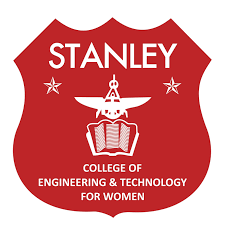 STANLEY
COLLEGE OF
ENGINEERING & TECHNOLOGY
FOR WOMEN